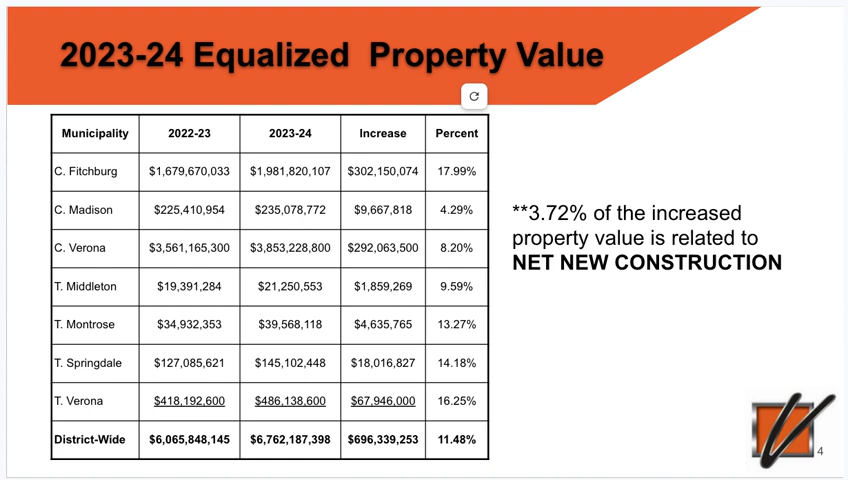 2023-24 Equalized Property Value
Municipality 2022-23 2023-24 Increase Percent
C. Fitchburg $1,679,670,033 $1,981,820,107 $302,150,074 17.99%
C. Madison $225,410,954 $235,078,772 $9,667,818 4.29%
C. Verona $3,561,165,300 $3,853,228,800 $292,063,500 8.20%
T. Middleton $19,391,284 $21,250,553 $1,859,269 9.59%
T. Montrose $34,932,353 $39,568,118 $4,635,765 13.27%
T. Springdale $127,085,621 $145,102,448 $18,016,827 14.18%
T. Verona $418,192,600 $486,138,600 $67,946,000 16.25%
District-Wide $6,065,848,145 $6,762,187,398 $696,339,253 11.48%
**3.72% of the increased
property value is related to
NET NEW CONSTRUCTION
V
4